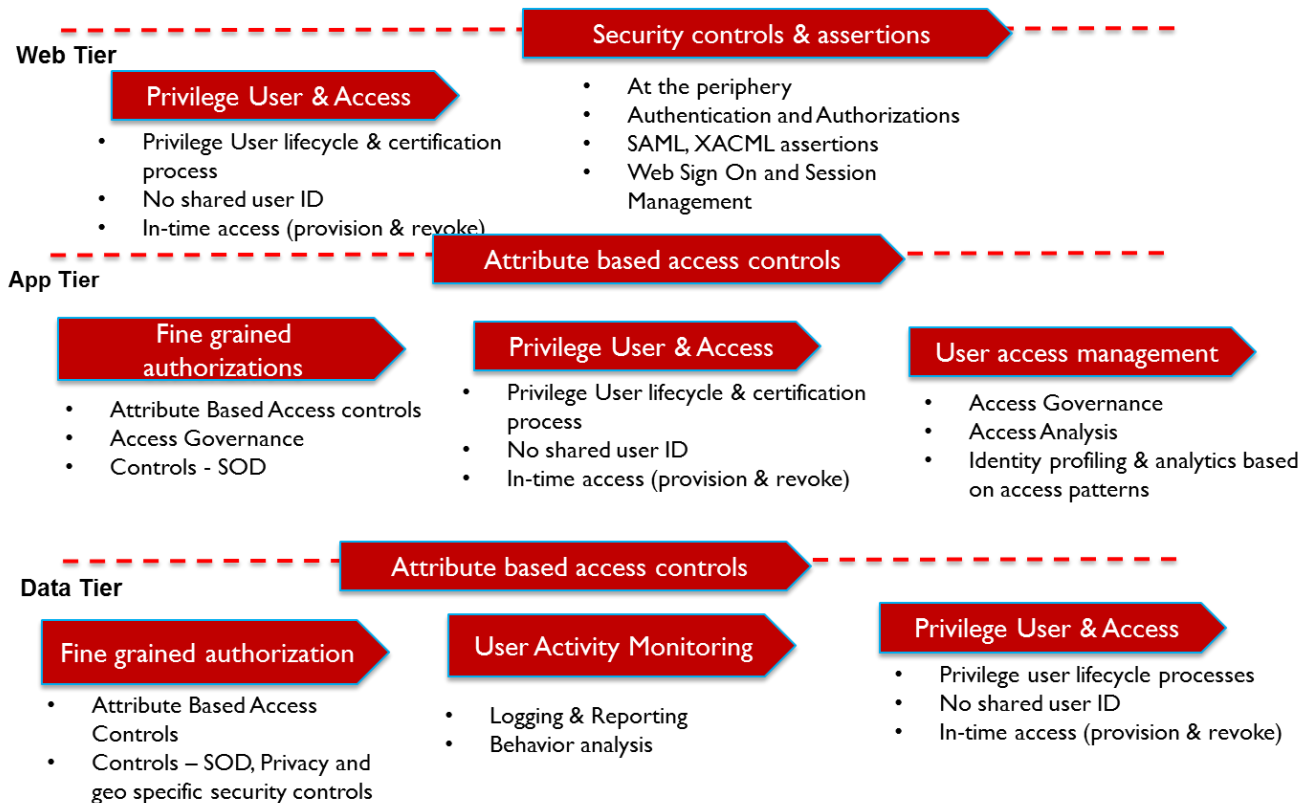 Security controls & assertions
Web Tier
Privilege User & Access
• Privilege User lifecycle & certification
process
• No shared user ID
• In-time access (provision & revoke)
• At the periphery
• Authentication and Authorizations
• SAML, XACML assertions
• Web Sign On and Session
Management
Attribute based access controls
App Tier
Fine grained
authorizations
• Attribute Based Access controls
• Access Governance
• Controls - SOD
Privilege User & Access
• Privilege User lifecycle & certification
process
• No shared user ID
• In-time access (provision & revoke)
User access management
• Access Governance
• Access Analysis
• Identity profiling & analytics based
on access patterns
Attribute based access controls
Data Tier
Fine grained authorization
• Attribute Based Access
Controls
• Controls – SOD, Privacy and
geo specific security controls
User Activity Monitoring
• Logging & Reporting
• Behavior analysis
Privilege User & Access
• Privilege user lifecycle processes
• No shared user ID
• In-time access (provision & revoke)